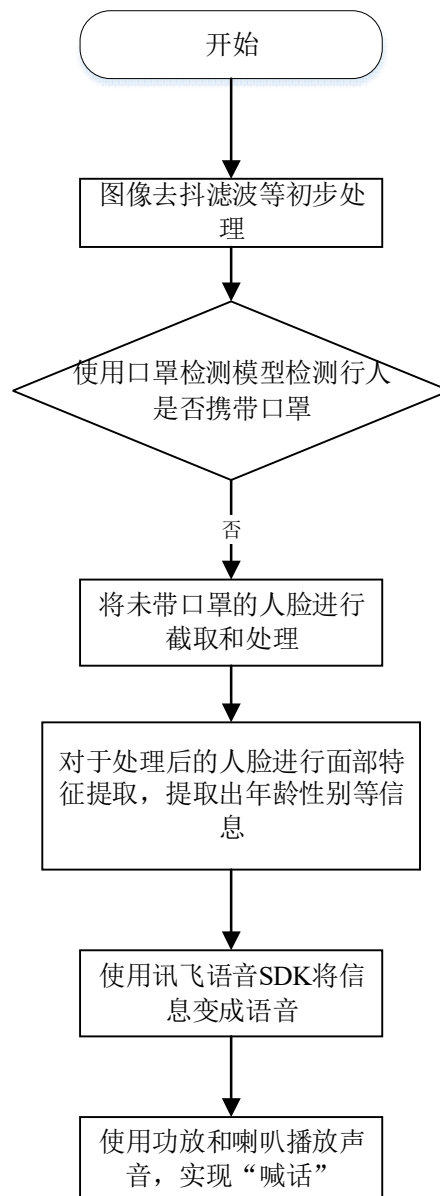 开始
图像去抖滤波等初步处
理
使用口罩检测模型检测行人
是否携带口罩
否
将未带口罩的人脸进行
截取和处理
对于处理后的人脸进行面部特
征提取，提取出年龄性别等信
息
使用讯飞语音SDK将信
息变成语音
使用功放和喇叭播放声
音，实现“喊话”